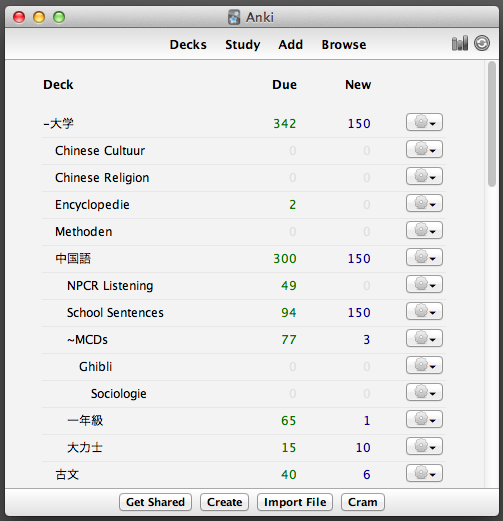 Anki
Decks Study Add Browse
Deck Due New
–大学 342 150
Chinese Cultuur 0 0
Chinese Religion 0 0
Encyclopedie 2 0
Methoden 0 0
中国語 300 150
NPCR Listening 49 0
School Sentences 94 150
~MCDs 77 3
Ghibli 0 0
Sociologie 0 0
一年級 65 1
大力士 15 10
古文 40 6
Get Shared Create Import File Cram